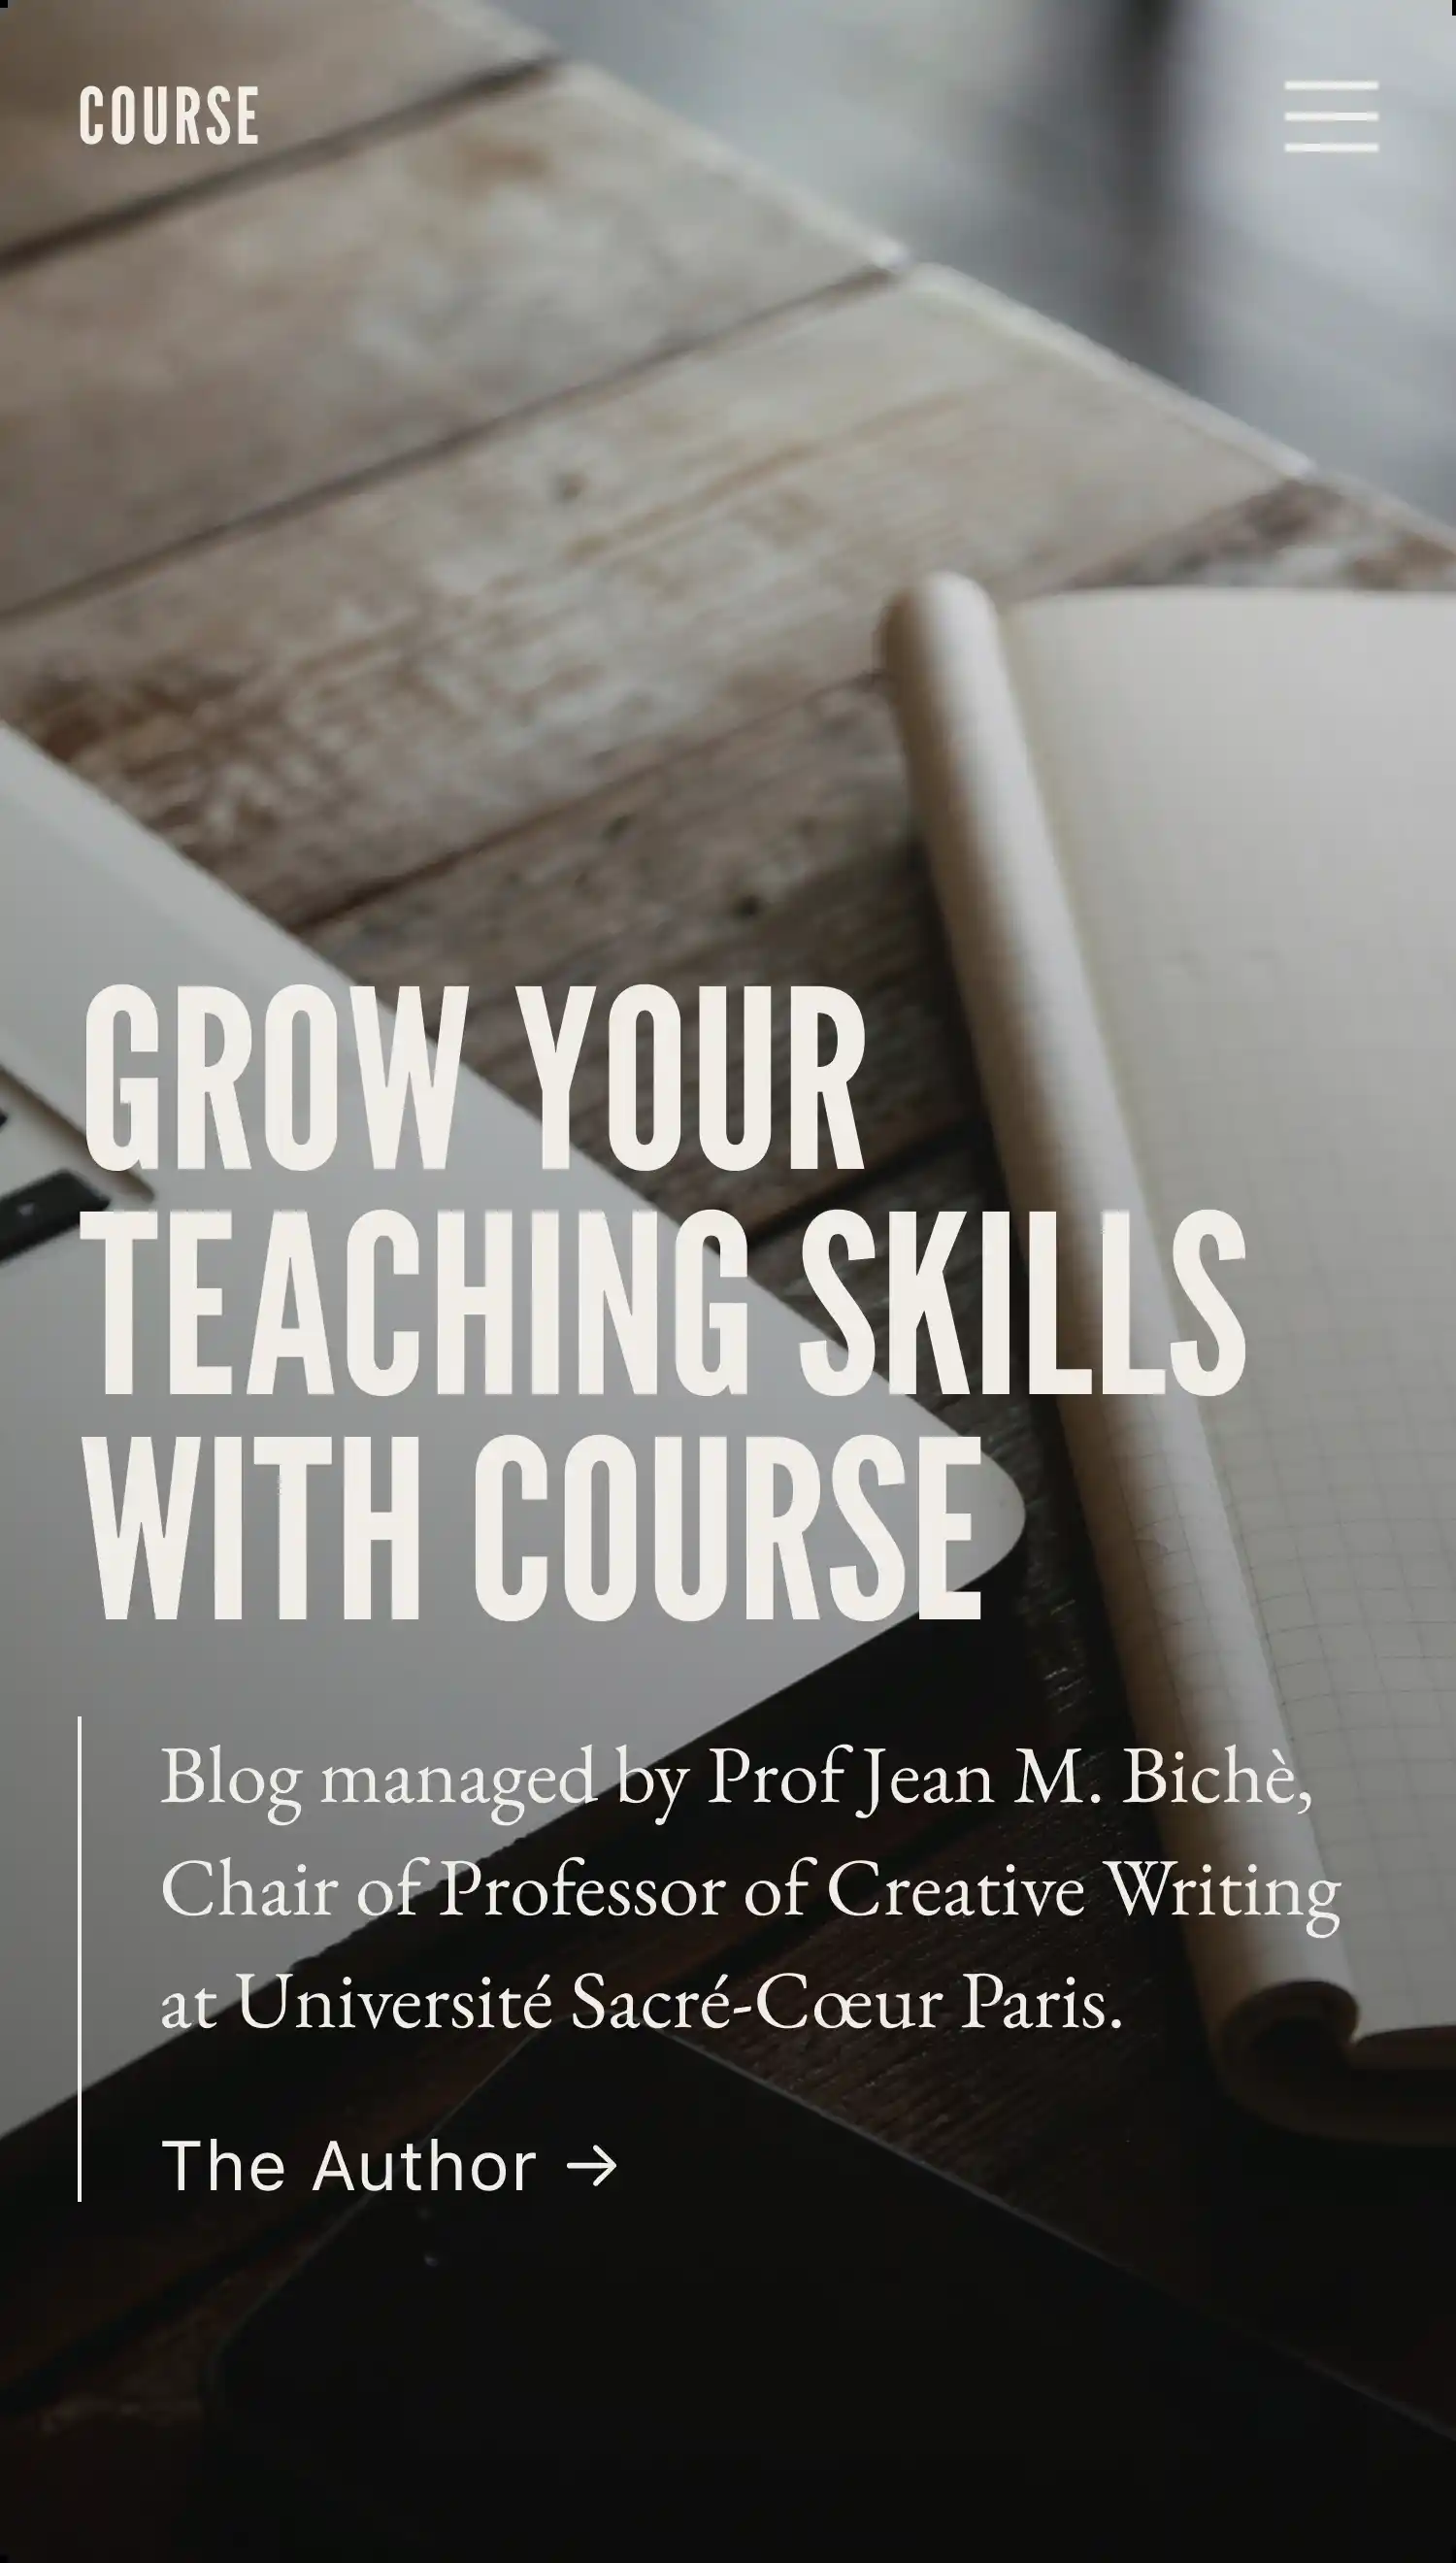 COURSE
GROW YOUR
TEACHING SKILLS
WITH COURSE
Blog managed by Prof Jean M. Bichè,
Chair of Professor of Creative Writing
at Université Sacré-Cœur Paris.
The Author →